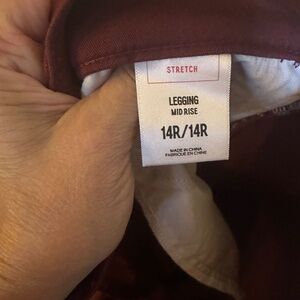 STRETCH
LEGGING
MID RISE
14R/14R
MADE IN CHINA
FABRIQUÉ EN CHINE